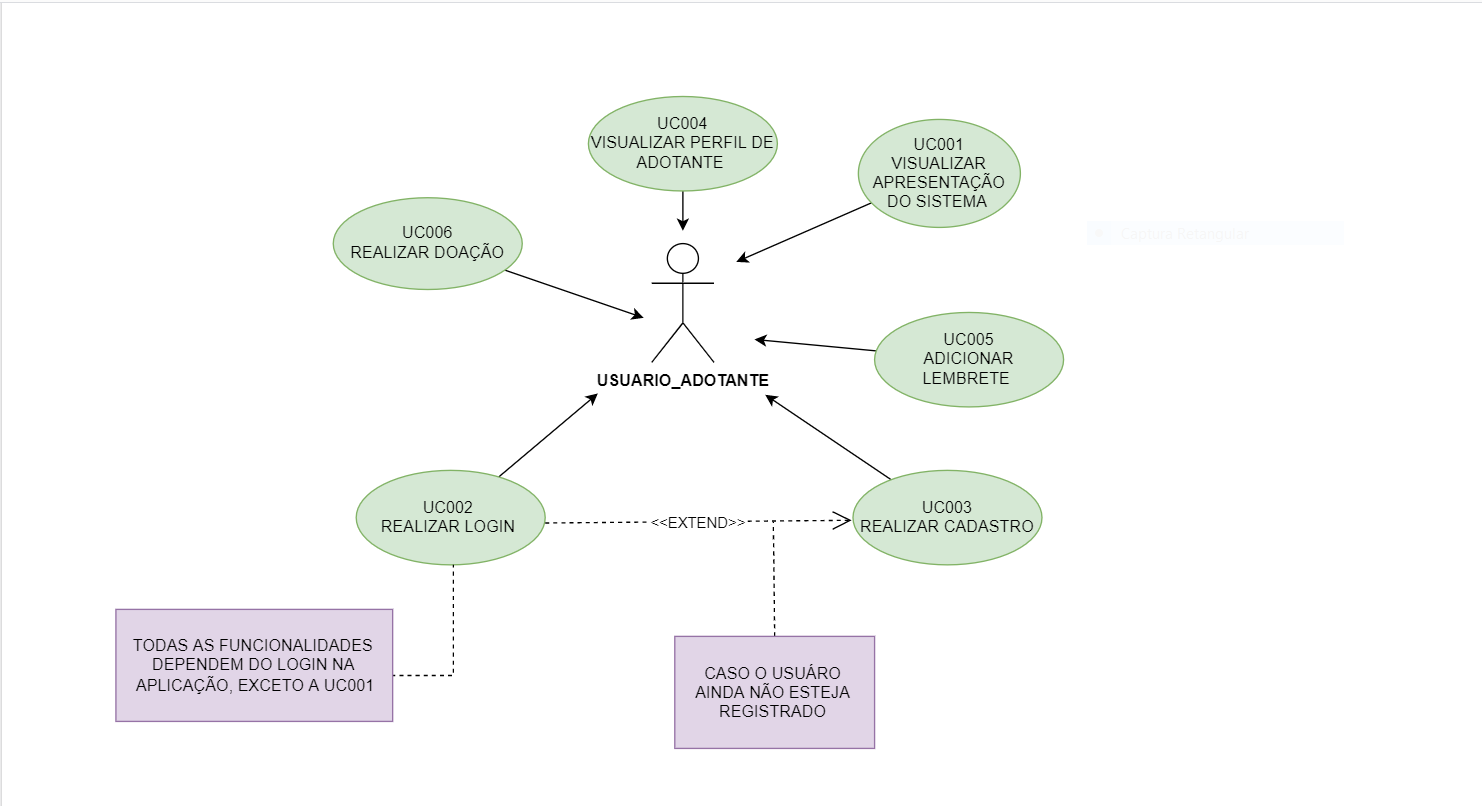 UC004
VISUALIZAR PERFIL DE
ADOTANTE
UC001
VISUALIZAR
APRESENTAÇÃO
DO SISTEMA
UC006
REALIZAR DOAÇÃO
Captura Retangular
UC005
ADICIONAR
LEMBRETE
USUARIO_ADOTANTE
UC002
REALIZAR LOGIN
<<EXTEND>>
UC003
REALIZAR CADASTRO
TODAS AS FUNCIONALIDADES
DEPENDEM DO LOGIN NA
APLICAÇÃO, EXCETO A UC001
CASO O USUÁRO
AINDA NÃO ESTEJA
REGISTRADO